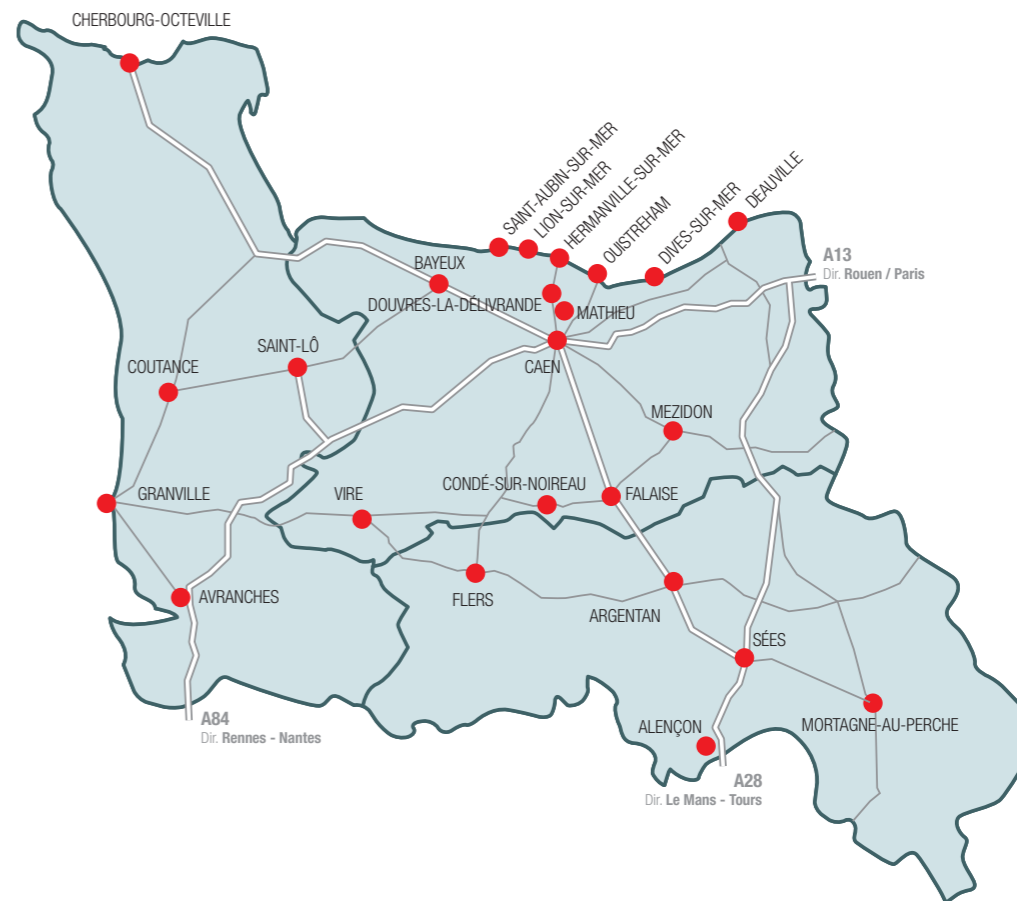 CHERBOURG-OCTEVILLE
SAINT-AUBIN-SUR-MER
LION-SUR-MER
HERMANVILLE-SUR-MER
OUISTREHAM
DIVES-SUR-MER
DEAUVILLE
A13
Dir. Rouen / Paris
BAYEUX
DOUVRES-LA-DÉLIVRANDE
MATHIEU
SAINT-LÔ
COUTANCE
CAEN
MEZIDON
GRANVILLE
VIRE
CONDÉ-SUR-NOIREAU
FALAISE
AVRANCHES
FLERS
ARGENTAN
SÉES
A84
Dir. Rennes - Nantes
ALENÇON
MORTAGNE-AU-PERCHE
A28
Dir. Le Mans - Tours